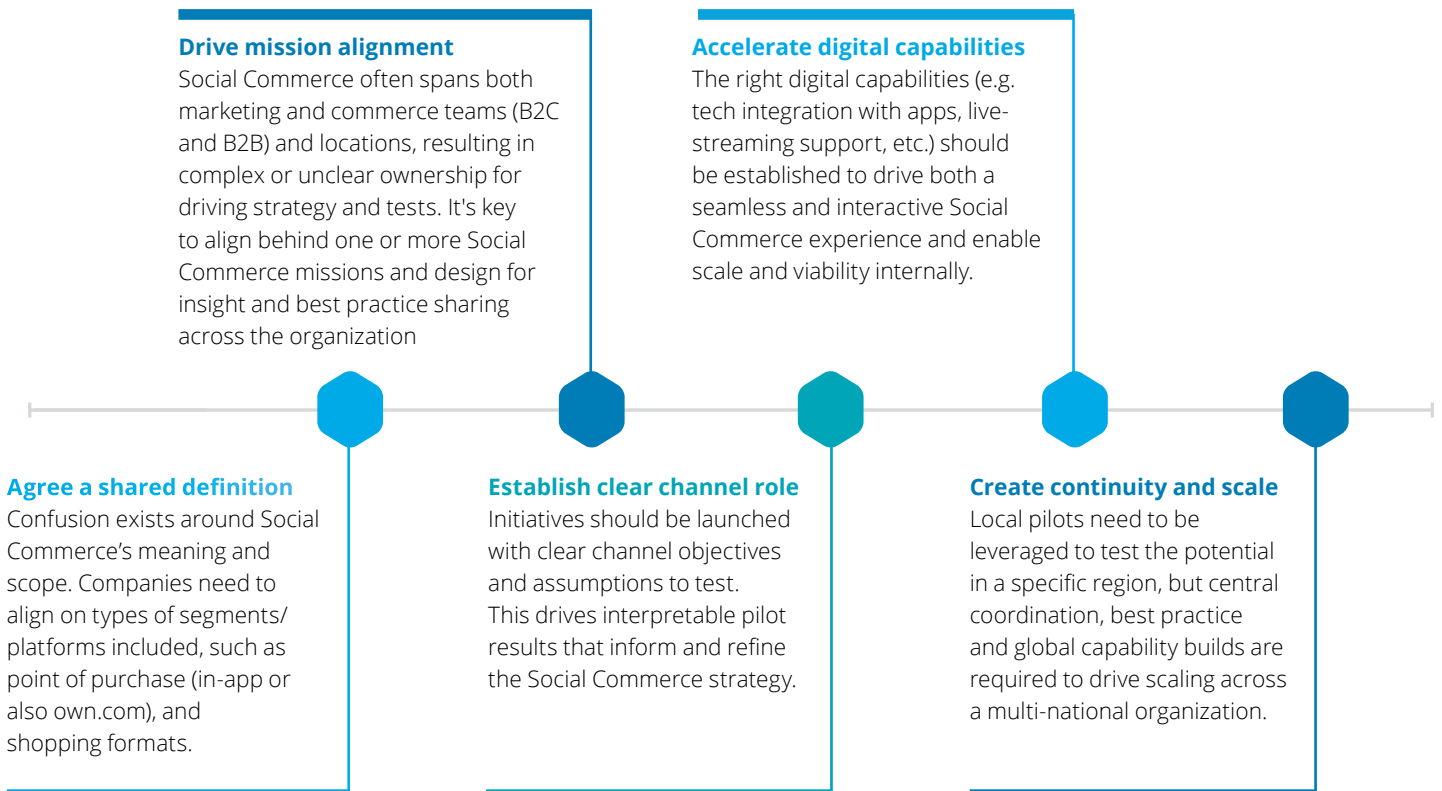 Drive mission alignment
Social Commerce often spans both
marketing and commerce teams (B2C
and B2B) and locations, resulting in
complex or unclear ownership for
driving strategy and tests. It's key
to align behind one or more Social
Commerce missions and design for
insight and best practice sharing
across the organization
Accelerate digital capabilities
The right digital capabilities (e.g.
tech integration with apps, live-
streaming support, etc.) should
be established to drive both a
seamless and interactive Social
Commerce experience and enable
scale and viability internally.
Agree a shared definition
Confusion exists around Social
Commerce’s meaning and
scope. Companies need to
align on types of segments/
platforms included, such as
point of purchase (in-app or
also own.com), and
shopping formats.
Establish clear channel role
Initiatives should be launched
with clear channel objectives
and assumptions to test.
This drives interpretable pilot
results that inform and refine
the Social Commerce strategy.
Create continuity and scale
Local pilots need to be
leveraged to test the potential
in a specific region, but central
coordination, best practice
and global capability builds are
required to drive scaling across
a multi-national organization.